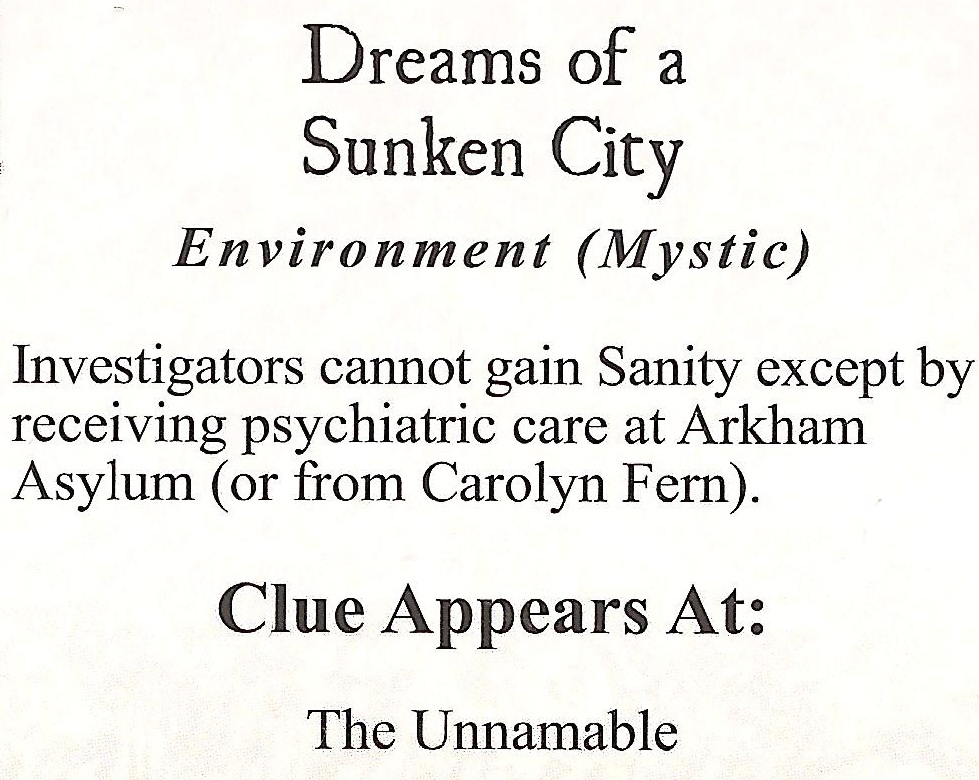 Dreams of a
Sunken City
Environment (Mystic)
Investigators cannot gain Sanity except by
receiving psychiatric care at Arkham
Asylum (or from Carolyn Fern).
Clue Appears At:
The Unnamable